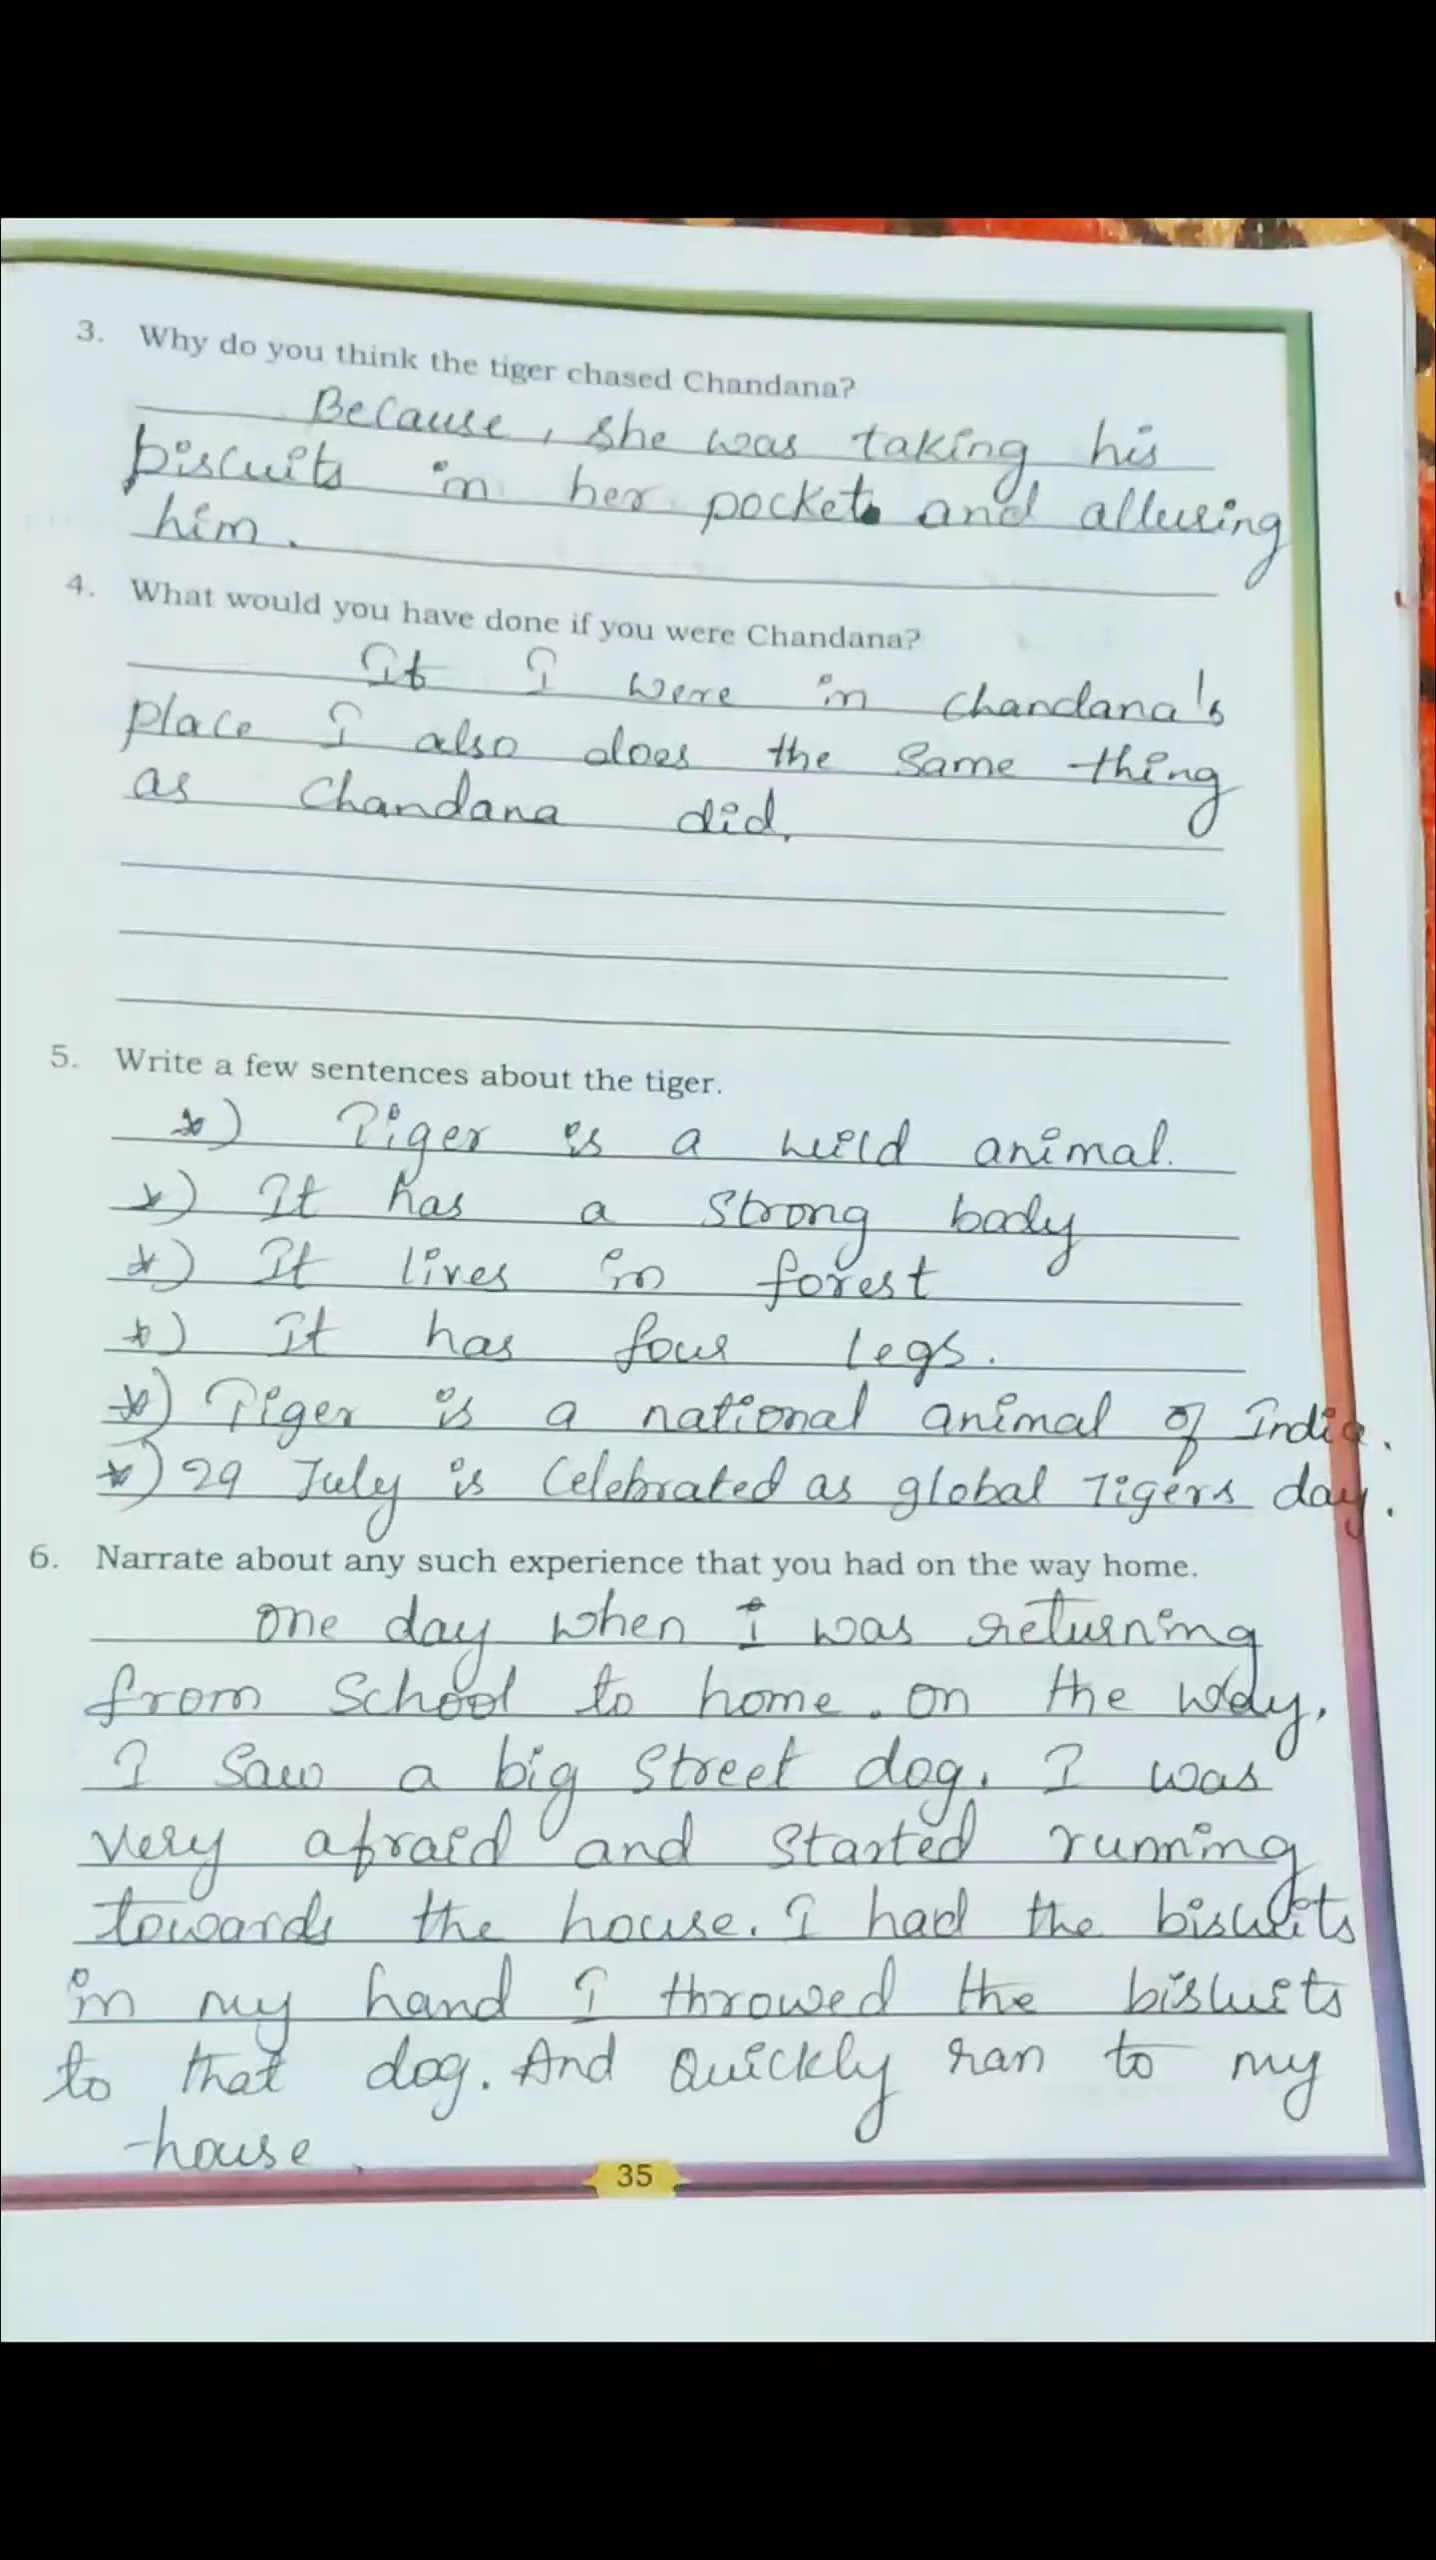 3. Why do you think the tiger chased Chandana?
Because, she was taking his
biscuits in her pocket and alluring
him.
4. What would you have done if you were Chandana?
If I were in chandana's
place I also does the same thing
as Chandana did.
5. Write a few sentences about the tiger.
*) Tiger is a wild animal.
*) It has a strong body
*) It lives in forest
*) It has four legs.
*) Tiger is a national animal of India.
*) 29 July is Celebrated as global Tigers day.
6. Narrate about any such experience that you had on the way home.
One day when I was returning
from School to home. on the way,
I saw a big street dog. I was
very afraid and started running
towards the house. I had the biscuits
in my hand I throwed the biscuits
to that dog. And Quickly ran to my
house.
35